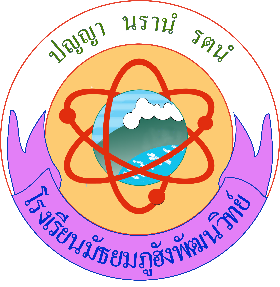 ปญญา นรานํ รตนํ
โรงเรียนมัธยมภูฮังพัฒนวิทย์